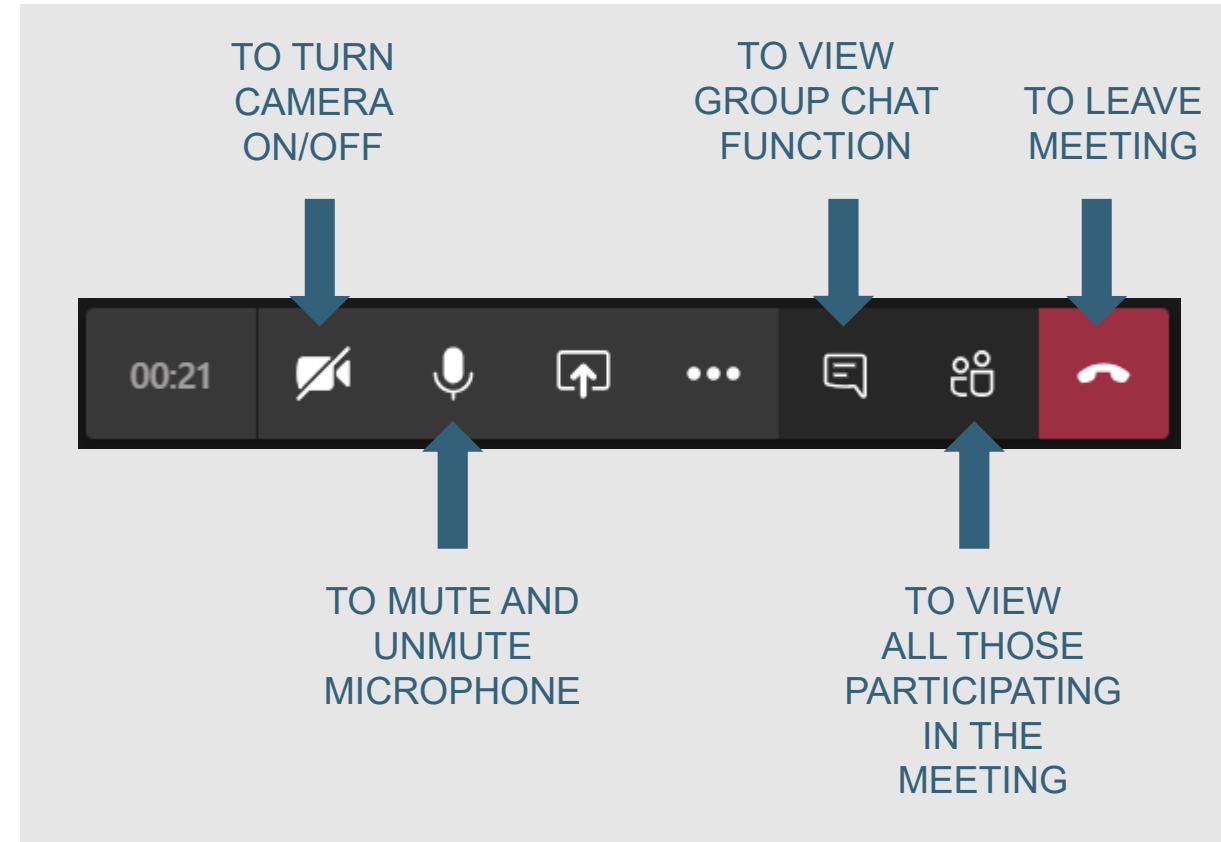 TO TURN
CAMERA
ON/OFF
TO VIEW
GROUP CHAT
FUNCTION
TO LEAVE
MEETING
00:21
TO MUTE AND
UNMUTE
MICROPHONE
TO VIEW
ALL THOSE
PARTICIPATING
IN THE
MEETING